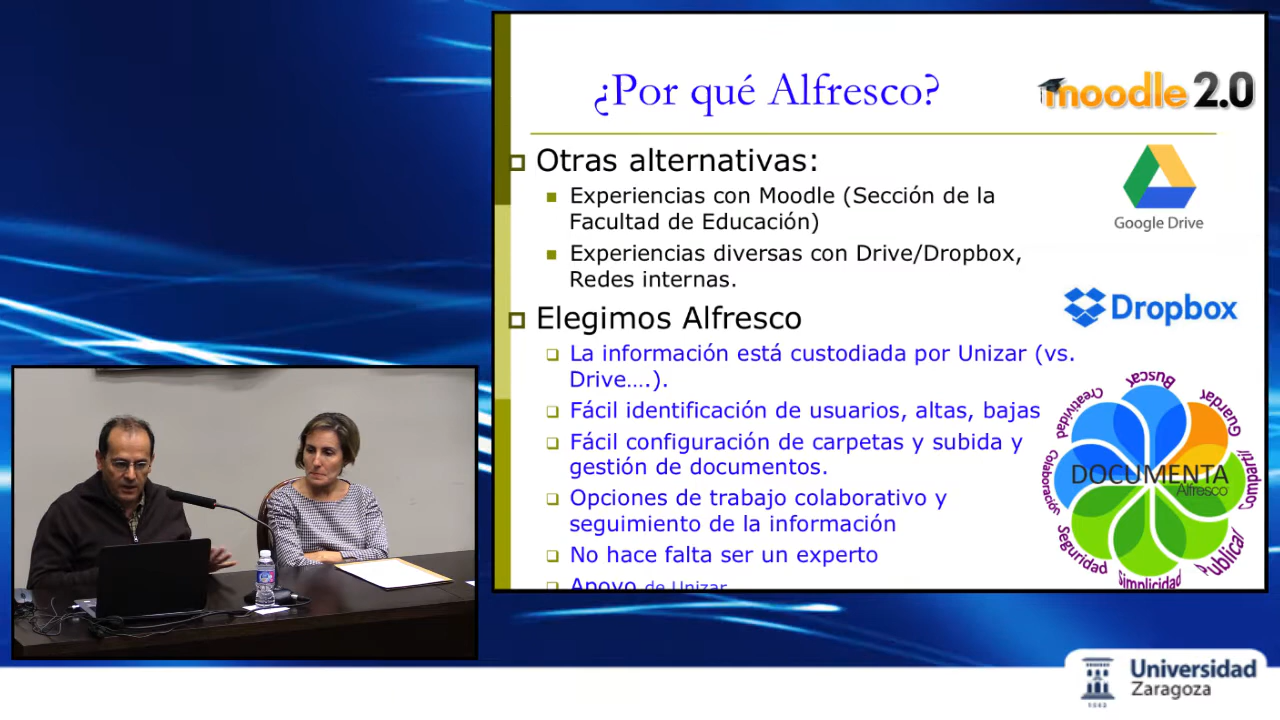 ¿Por qué Alfresco?
moodle 2.0
Otras alternativas:
Experiencias con Moodle (Sección de la
Facultad de Educación)
Experiencias diversas con Drive/Dropbox,
Redes internas.
Google Drive
Dropbox
Elegimos Alfresco
La información está custodiada por Unizar (vs.
Drive....).
Fácil identificación de usuarios, altas, bajas
Fácil configuración de carpetas y subida y
gestión de documentos.
Opciones de trabajo colaborativo y
seguimiento de la información
No hace falta ser un experto
Apoyo de Unizar
Buscar
Guardar
Compartir
Publicar
Simplicidad
Seguridad
Colaboración
Creatividad
DOCUMENTA
Alfresco
Universidad
Zaragoza
1542